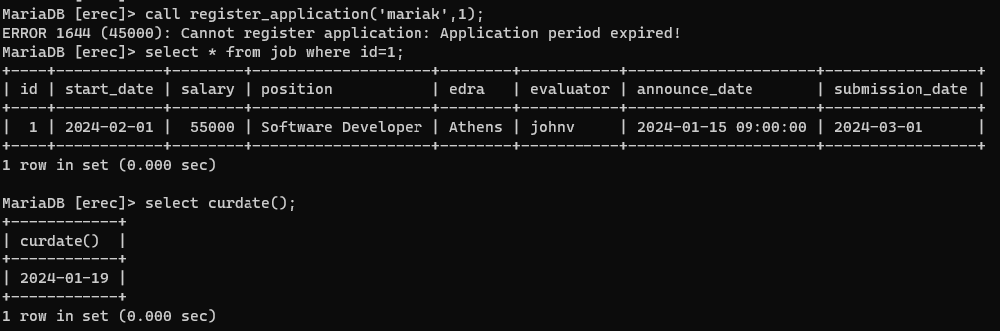 MariaDB [erec]> call register_application('mariak',1);
ERROR 1644 (45000): Cannot register application: Application period expired!
MariaDB [erec]> select * from job where id=1;
+----+------------+--------+--------------------+--------+-----------+---------------------+-----------------+
| id | start_date | salary | position           | edra   | evaluator | announce_date       | submission_date |
+----+------------+--------+--------------------+--------+-----------+---------------------+-----------------+
|  1 | 2024-02-01 |  55000 | Software Developer | Athens | johnv     | 2024-01-15 09:00:00 | 2024-03-01      |
+----+------------+--------+--------------------+--------+-----------+---------------------+-----------------+
1 row in set (0.000 sec)

MariaDB [erec]> select curdate();
+------------+
| curdate()  |
+------------+
| 2024-01-19 |
+------------+
1 row in set (0.000 sec)